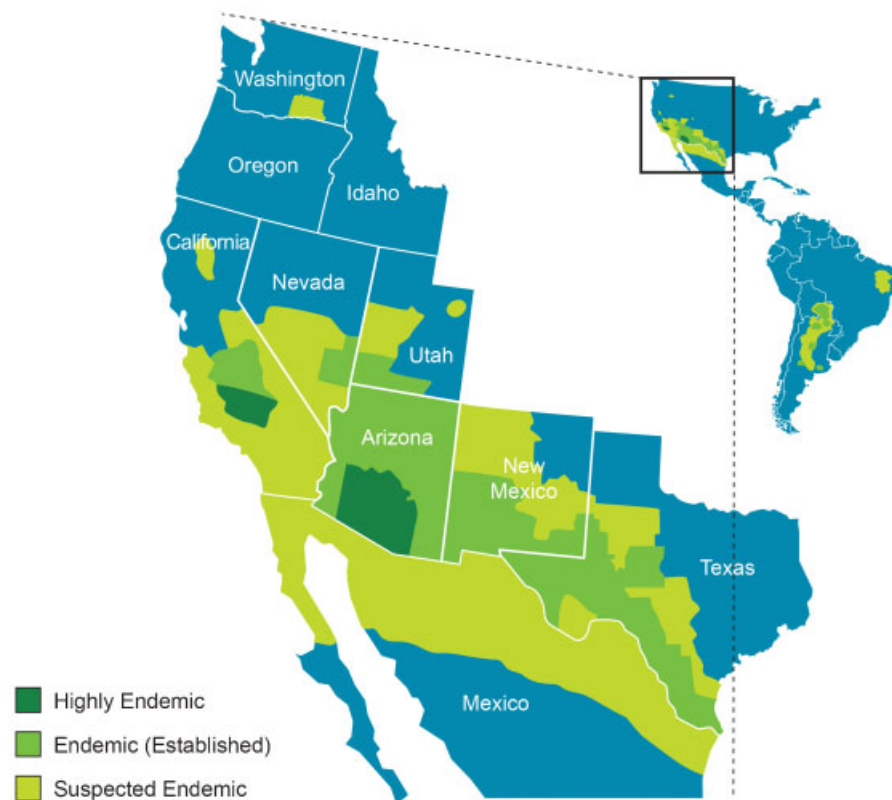 Washington
Oregon
Idaho
California
Nevada
Utah
Arizona
New
Mexico
Texas
Mexico
Highly Endemic
Endemic (Established)
Suspected Endemic